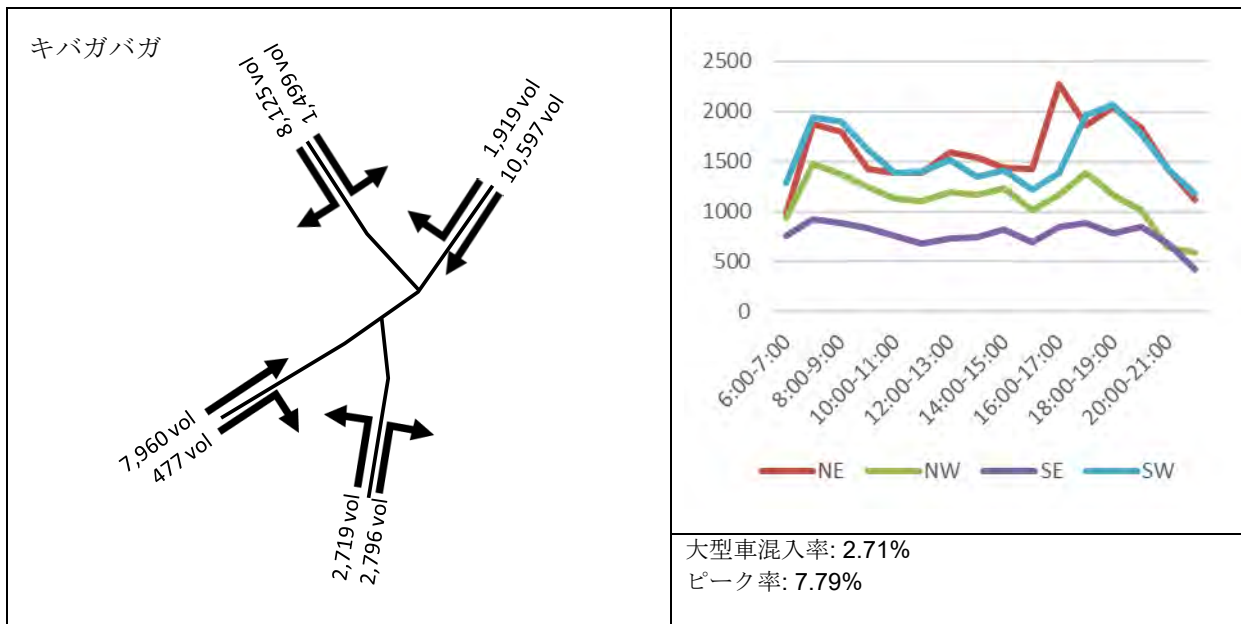 キバガバガ
1,499 vol
8,125 vol
1,919 vol
10,597 vol
7,960 vol
477 vol
2,719 vol
2,796 vol
2500
2000
1500
1000
500
0
6:00-7:00
8:00-9:00
10:00-11:00
12:00-13:00
14:00-15:00
16:00-17:00
18:00-19:00
20:00-21:00
NE NW SE SW
大型車混入率: 2.71%
ピーク率: 7.79%